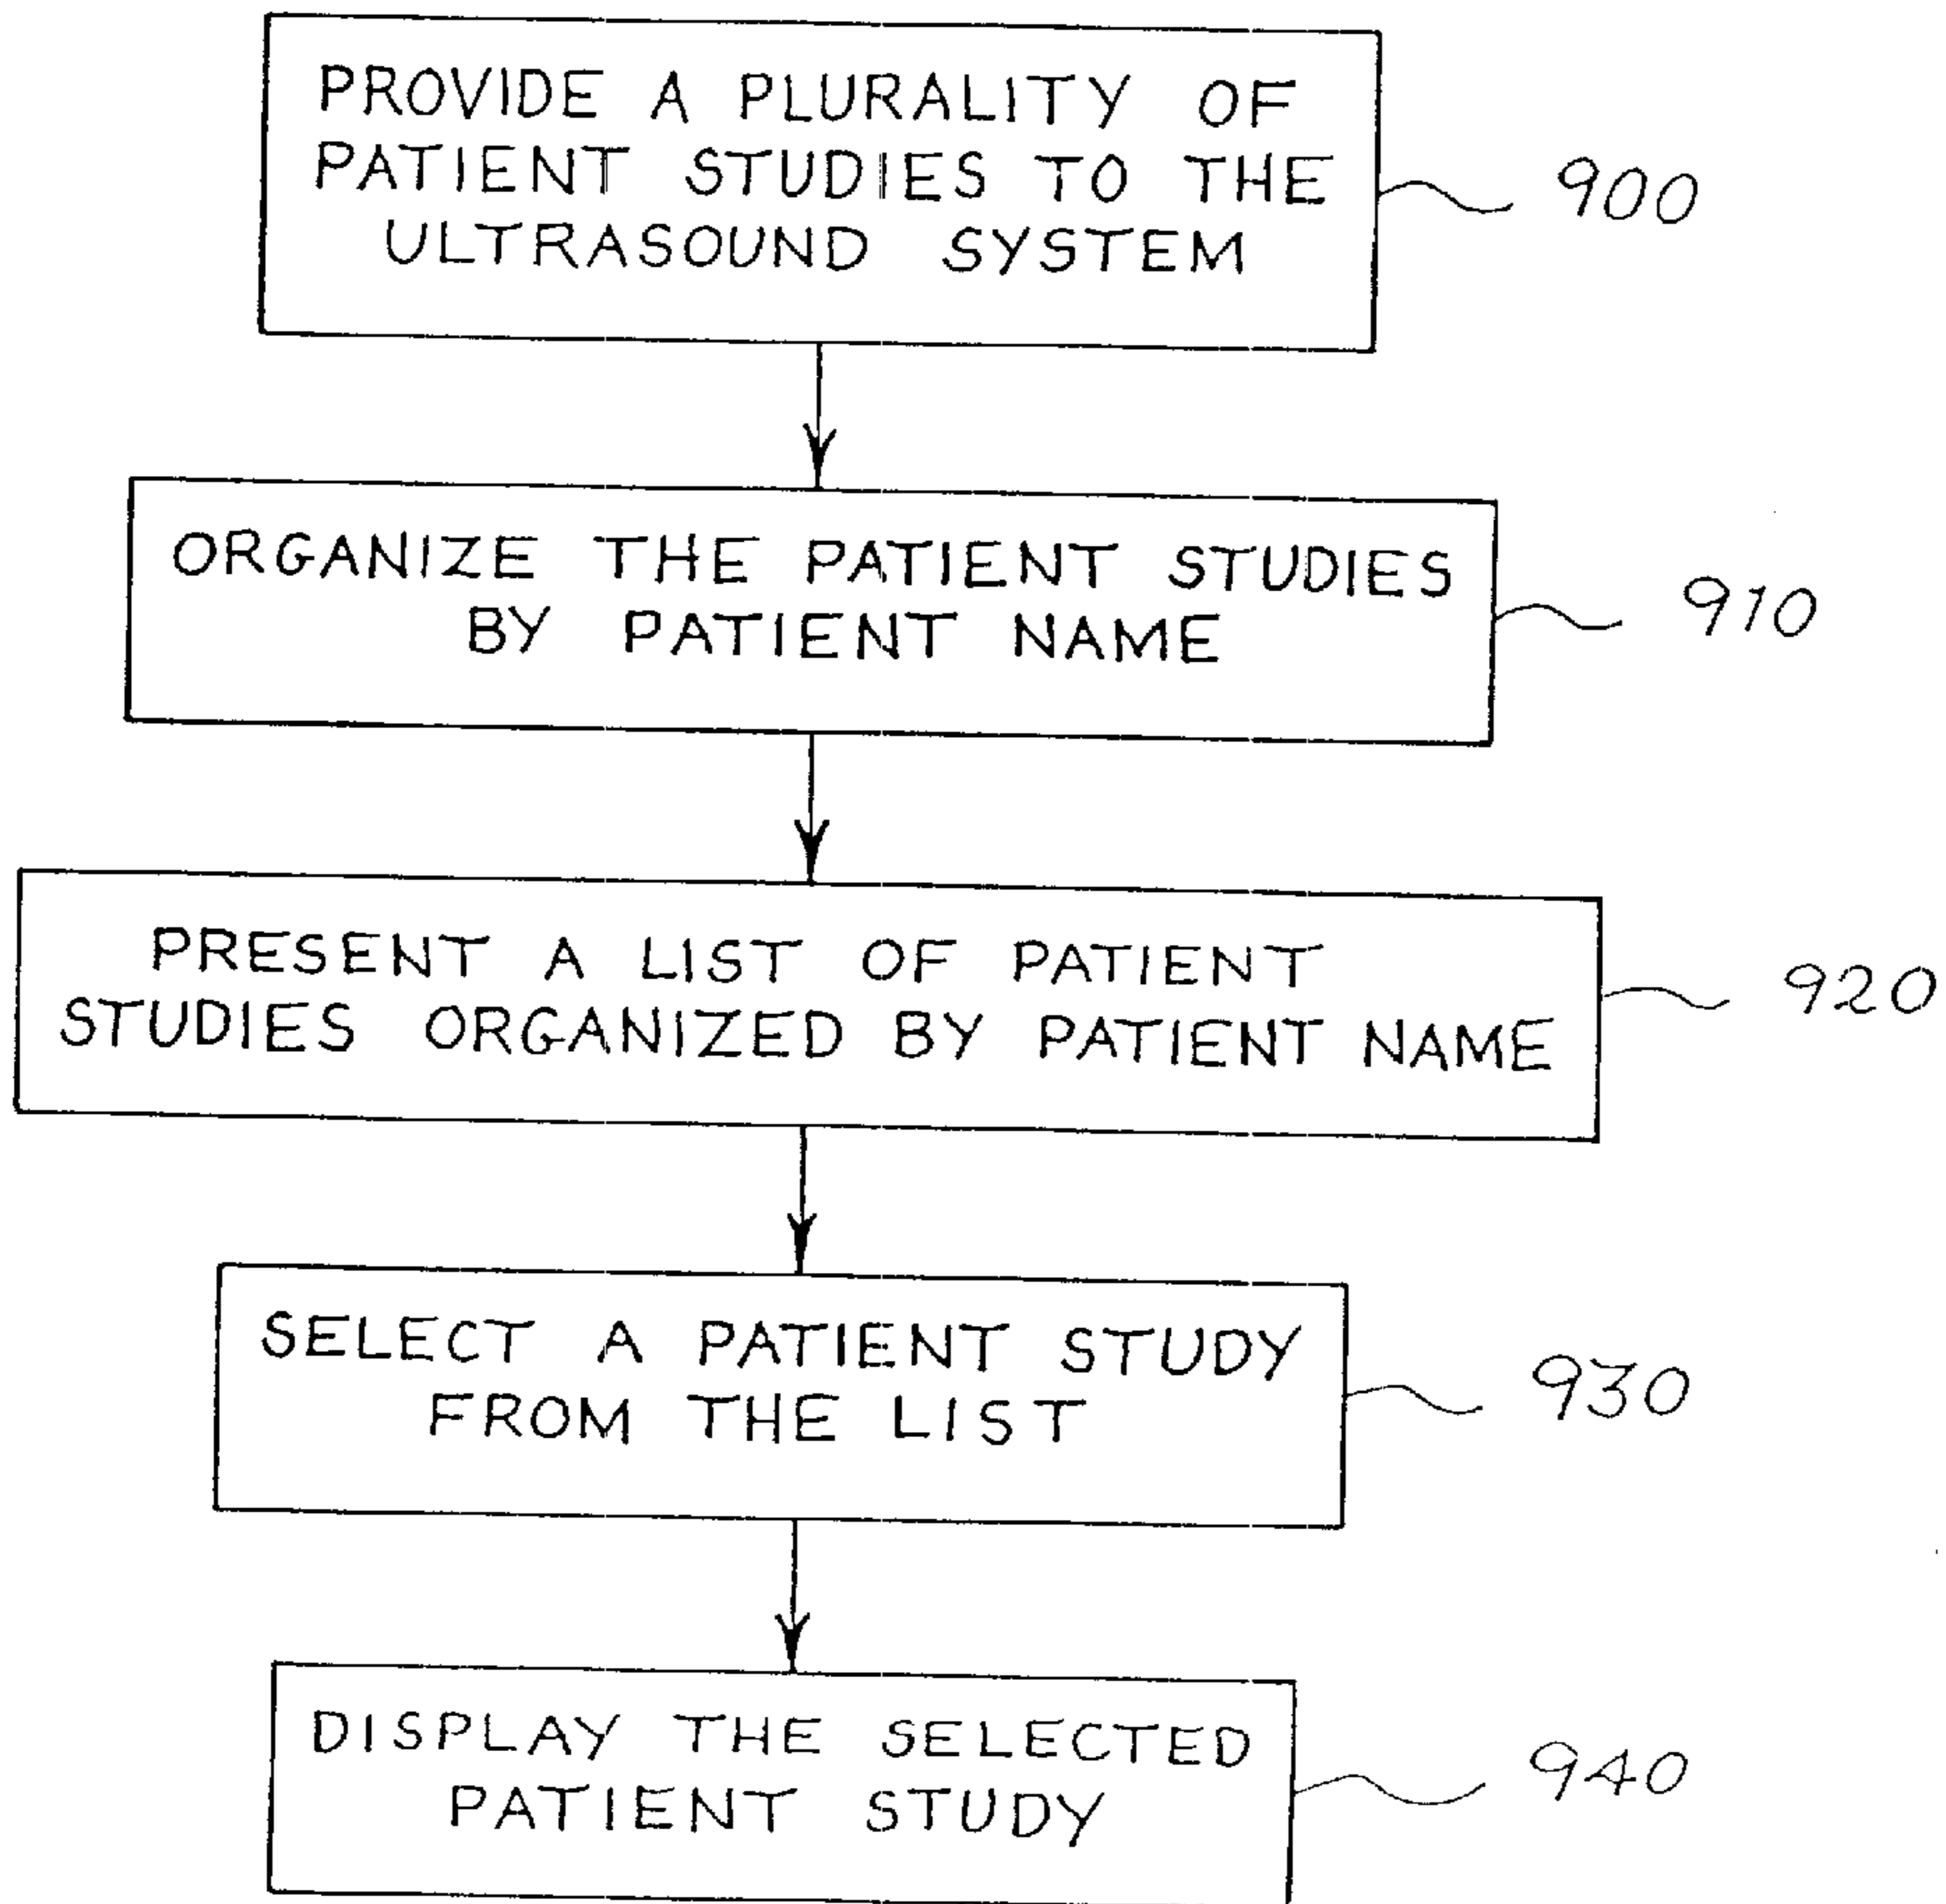 PROVIDE A PLURALITY OF
PATIENT STUDIES TO THE
ULTRASOUND SYSTEM
900
ORGANIZE THE PATIENT STUDIES
BY PATIENT NAME
910
PRESENT A LIST OF PATIENT
STUDIES ORGANIZED BY PATIENT NAME
920
SELECT A PATIENT STUDY
FROM THE LIST
930
DISPLAY THE SELECTED
PATIENT STUDY
940